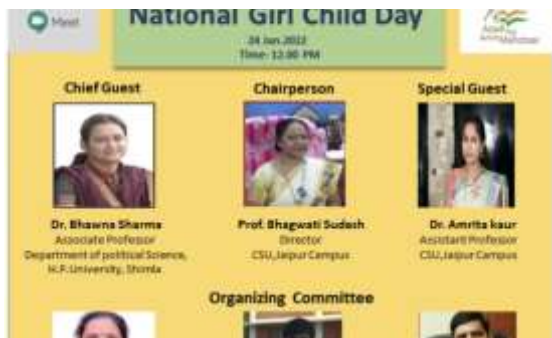 Meet
National Girl Child Day
24 Jan.2022
Time- 12.00 PM
Azadi
Mahotsav
Chief Guest
Chairperson
Special Guest
Dr. Bhawna Sharma
Associate Professor
Department of political Science,
H.P.University, Shimla
Prof. Bhagwati Sudesh
Director
CSU,Jaipur Campus
Dr. Amrita kaur
Assistant Professor
CSU,Jaipur Campus
Organizing Committee